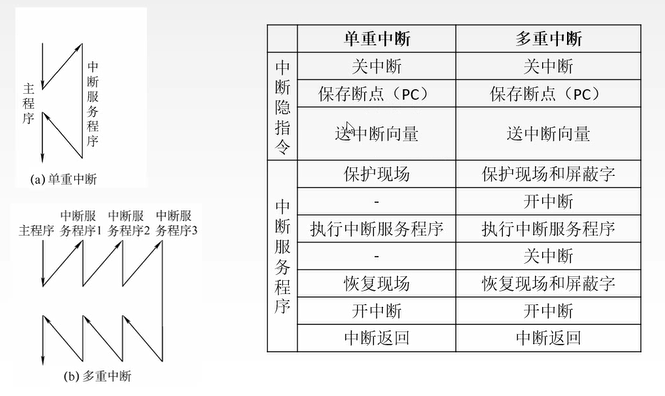 主程序
中断服务程序
(a) 单重中断
主程序
中断服务程序1
中断服务程序2
中断服务程序3
(b) 多重中断
单重中断 多重中断
中断隐指令
关中断 关中断
保存断点（PC） 保存断点（PC）
送中断向量 送中断向量
中断服务程序
保护现场 保护现场和屏蔽字
- 开中断
执行中断服务程序 执行中断服务程序
- 关中断
恢复现场 恢复现场和屏蔽字
开中断 开中断
中断返回 中断返回